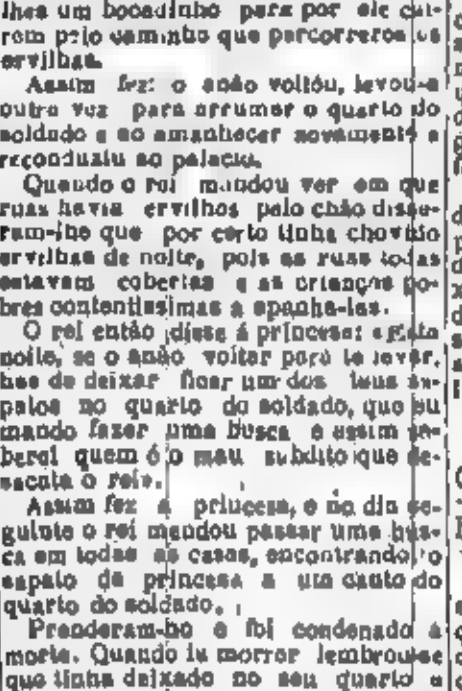 lhes um bocadinho para por ele caí-
rem pelo caminho que percorreres as
ervilhas.
Assim fez: o anão voltou, levou-a
outra vez para arrumar o quarto do
soldado e ao amanhecer novamente a
reconduziu ao palacio.
Quando o rei mandou ver em que
ruas havia ervilhas pelo chão disse-
ram-lhe que por certo tinha chovido
ervilhas de noite, pois as ruas todas
estavam cobertas e as crianças po-
bres contentissimas a apanha-las.
O rei então disse á princesa: «Esta
noite, se o anão voltar para te levar,
has de deixar ficar um dos teus sa-
patos no quarto do soldado, que eu
mando fazer uma busca e assim sa-
berei quem é o mau subdito que de-
sacata o rei».
Assim fez a princesa, e no dia se-
guinte o rei mandou passar uma bus-
ca em todas as casas, encontrando o
sapato da princesa a um canto do
quarto do soldado.
Prenderam-no e foi condenado á
morte. Quando ia morrer lembrou-se
que tinha deixado no seu quarto a